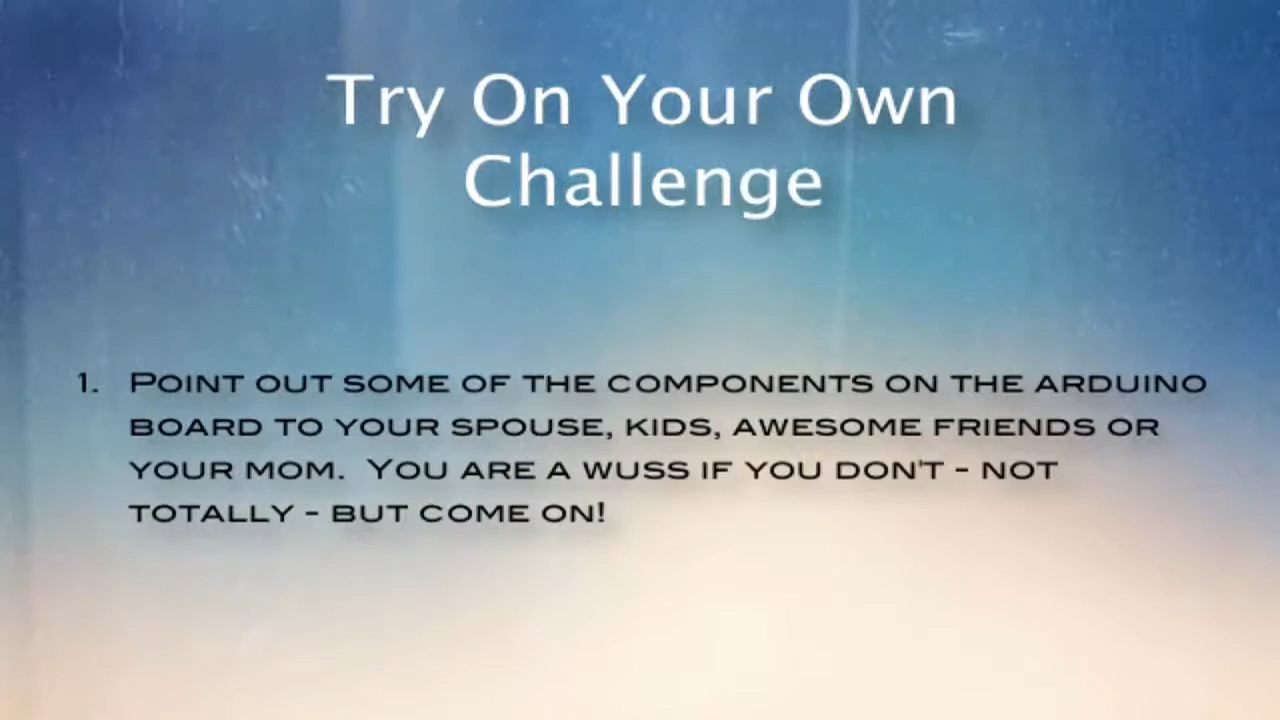 Try On Your Own
Challenge
1. Point out some of the components on the Arduino
board to your spouse, kids, awesome friends or
your mom.  You are a wuss if you don't - not
totally - but come on!